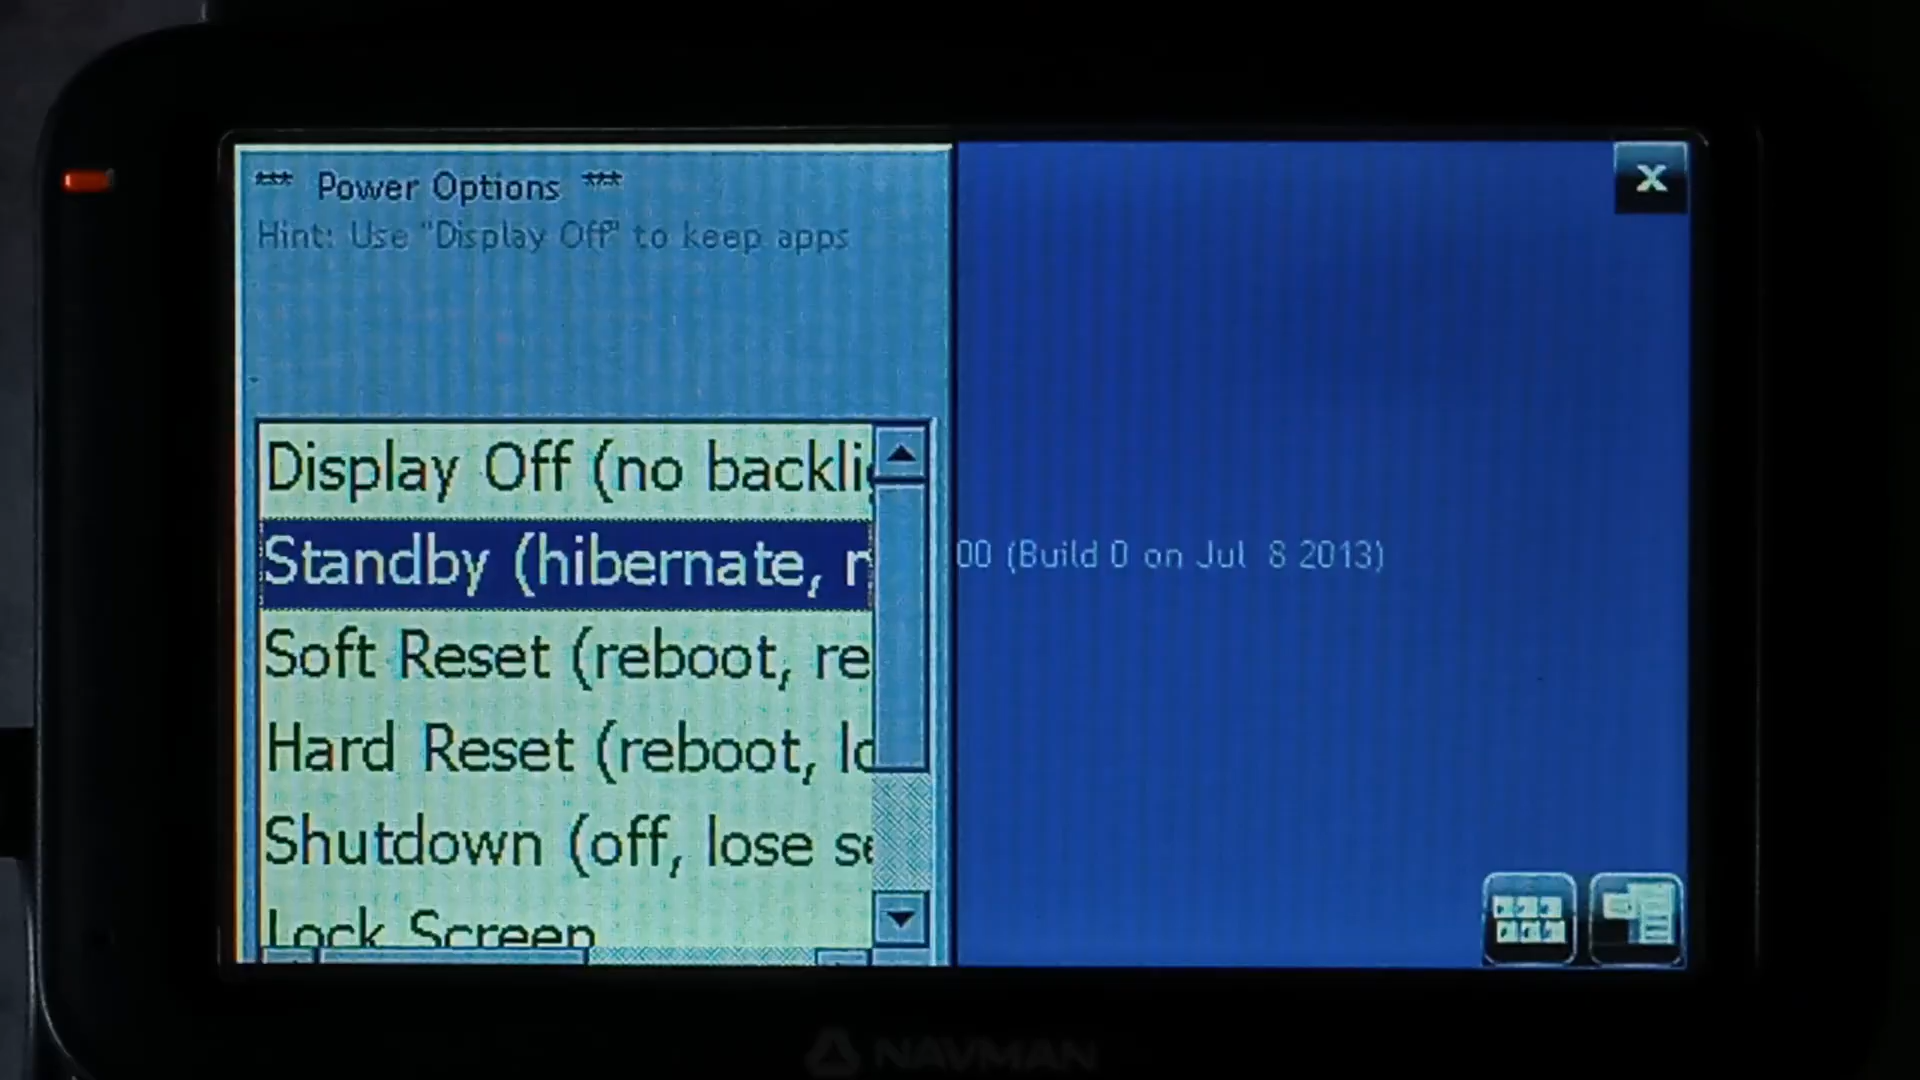 *** Power Options ***
Hint: Use "Display Off" to keep apps
Display Off (no backli
Standby (hibernate,
Soft Reset (reboot, re
Hard Reset (reboot, lo
Shutdown (off, lose se
Lock Screen
00 (Build 0 on Jul 8 2013)
X
NAVMAN